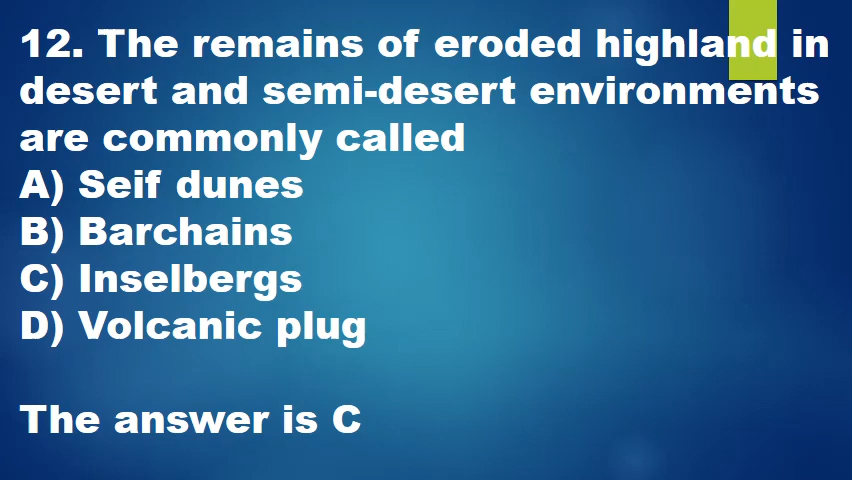 12. The remains of eroded highland in
desert and semi-desert environments
are commonly called
A) Seif dunes
B) Barchains
C) Inselbergs
D) Volcanic plug
The answer is C